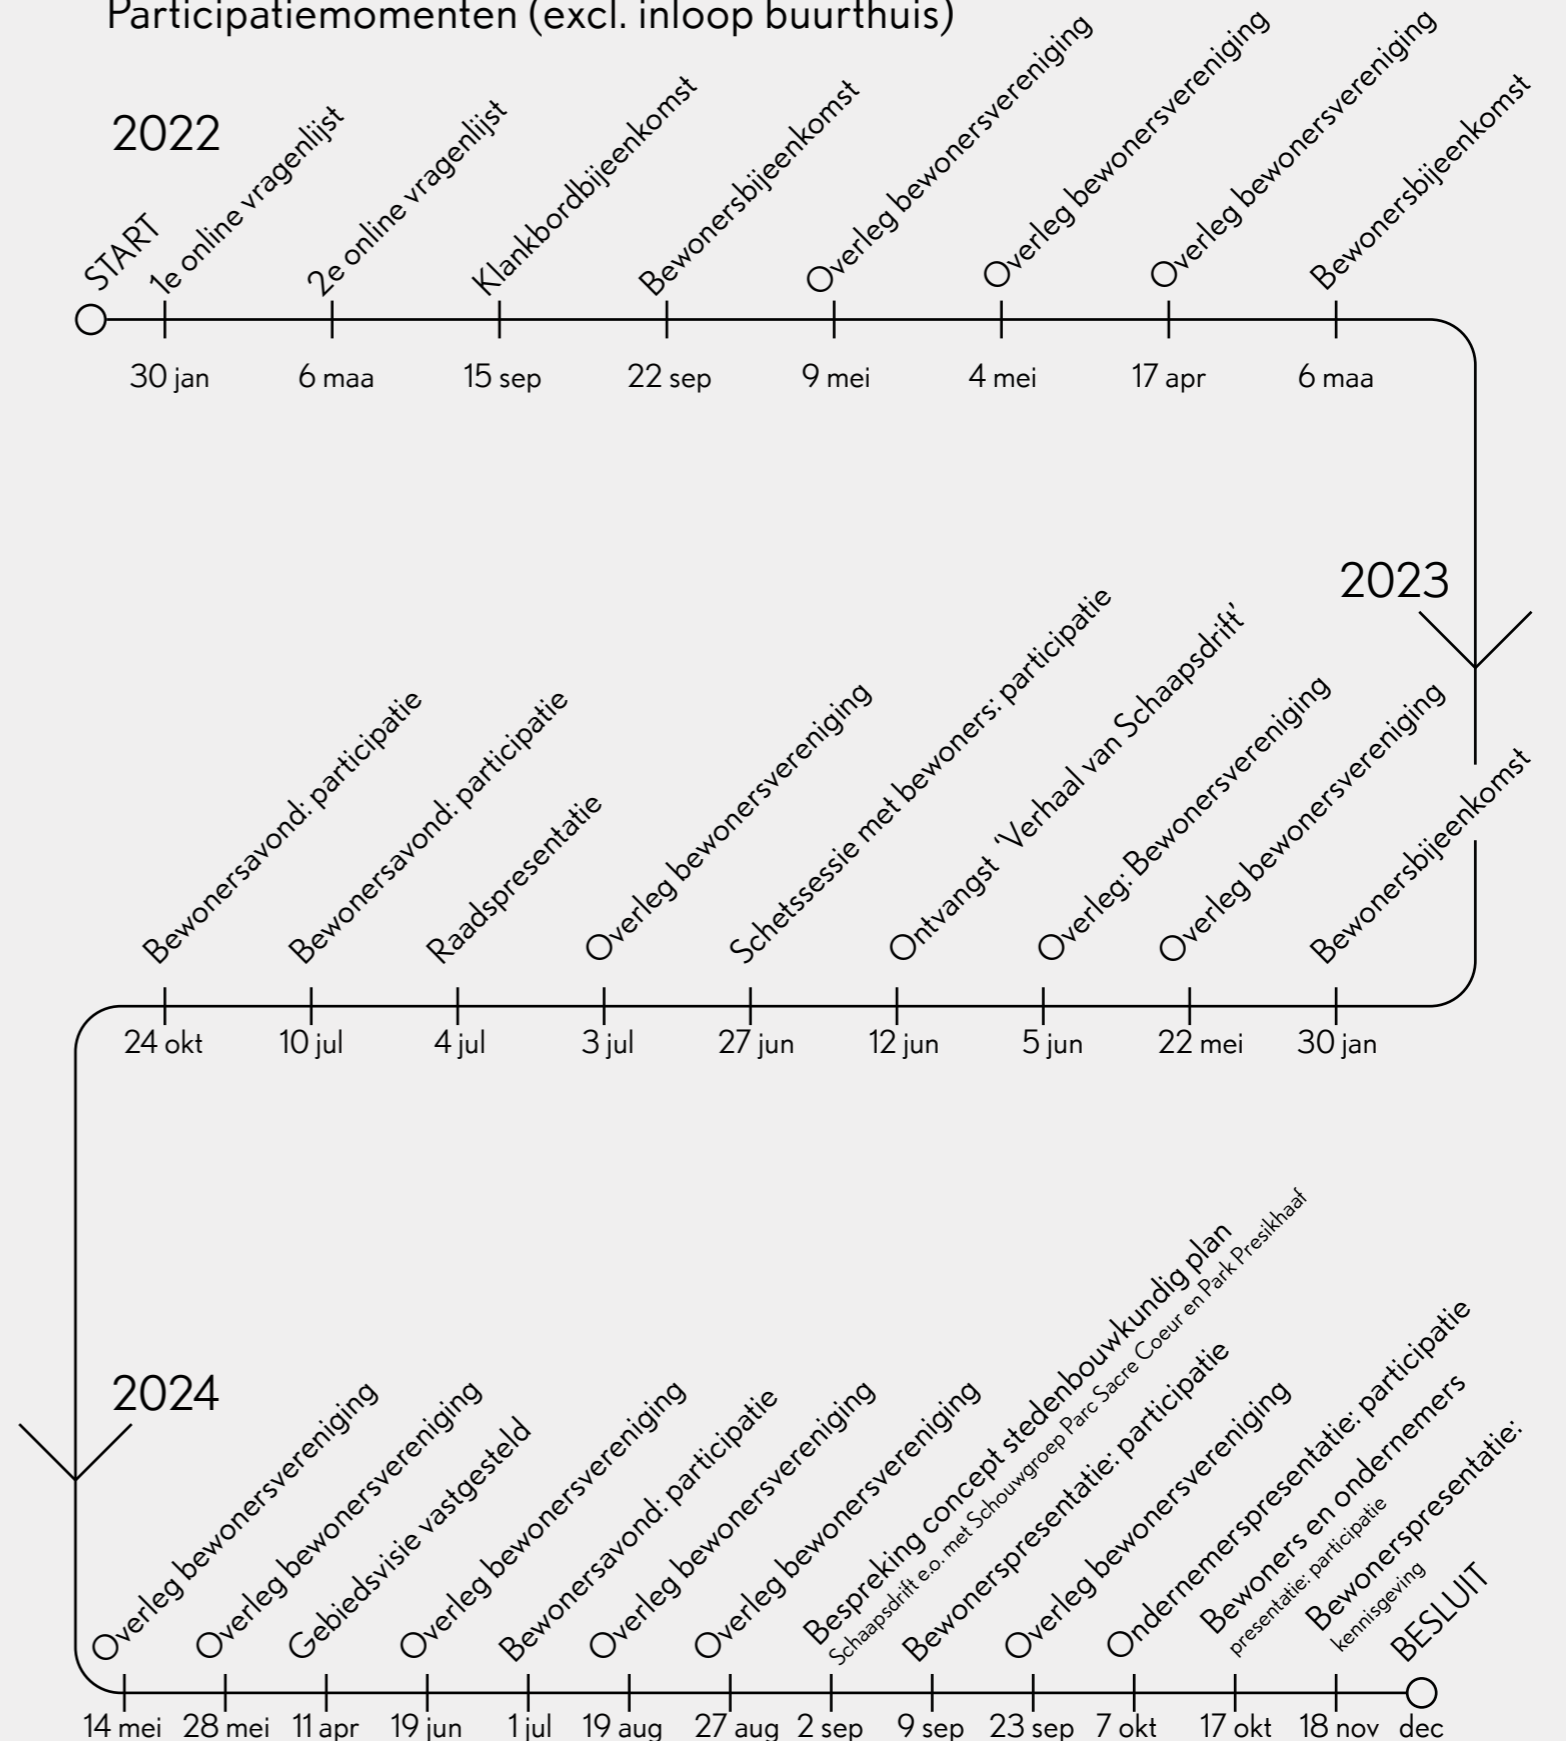 Participatiemomenten (excl. inloop buurthuis)
2022
START
1e online vragenlijst
2e online vragenlijst
Klankbordbijeenkomst
Bewonersbijeenkomst
Overleg bewonersvereniging
Overleg bewonersvereniging
Overleg bewonersvereniging
Bewonersbijeenkomst
30 jan
6 maa
15 sep
22 sep
9 mei
4 mei
17 apr
6 maa
2023
Bewonersavond: participatie
Bewonersavond: participatie
Raadspresentatie
Overleg bewonersvereniging
Schetssessie met bewoners: participatie
Ontvangst ‘Verhaal van Schaapsdrift’
Overleg: Bewonersvereniging
Overleg bewonersvereniging
Bewonersbijeenkomst
24 okt
10 jul
4 jul
3 jul
27 jun
12 jun
5 jun
22 mei
30 jan
2024
Overleg bewonersvereniging
Overleg bewonersvereniging
Gebiedsvisie vastgesteld
Overleg bewonersvereniging
Bewonersavond: participatie
Overleg bewonersvereniging
Overleg bewonersvereniging
Bespreking concept stedenbouwkundig plan
Schaapsdrift e.o. met Schouwgroep Parc Sacre Coeur en Park Presikhaaf
Bewonerspresentatie: participatie
Overleg bewonersvereniging
Ondernemerspresentatie: participatie
Bewoners en ondernemers
presentatie: participatie
Bewonerspresentatie:
kennisgeving
BESLUIT
14 mei
28 mei
11 apr
19 jun
1 jul
19 aug
27 aug
2 sep
9 sep
23 sep
7 okt
17 okt
18 nov
dec